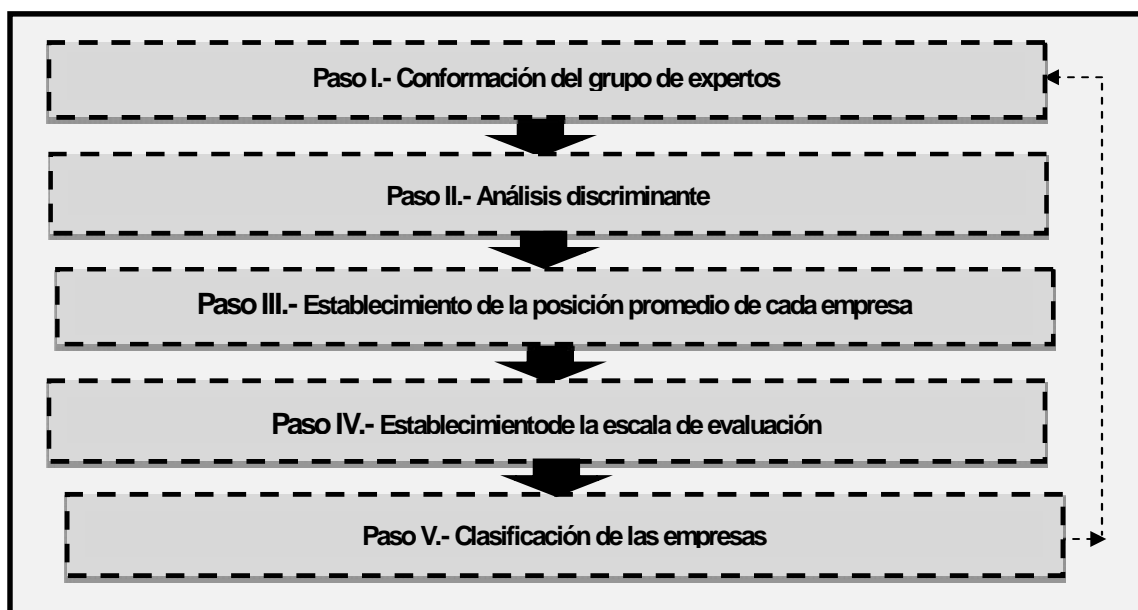 Paso I.- Conformación del grupo de expertos
Paso II.- Análisis discriminante
Paso III.- Establecimiento de la posición promedio de cada empresa
Paso IV.- Establecimientode la escala de evaluación
Paso V.- Clasificación de las empresas